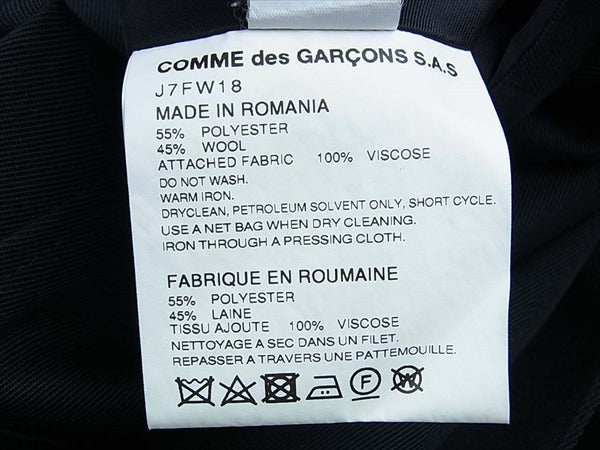 COMME des GARÇONS S.A.S
J7FW18
MADE IN ROMANIA
55% POLYESTER
45% WOOL
ATTACHED FABRIC 100% VISCOSE
DO NOT WASH.
WARM IRON.
DRYCLEAN, PETROLEUM SOLVENT ONLY, SHORT CYCLE.
USE A NET BAG WHEN DRY CLEANING.
IRON THROUGH A PRESSING CLOTH.
FABRIQUE EN ROUMAINE
55% POLYESTER
45% LAINE
TISSU AJOUTE 100% VISCOSE
NETTOYAGE A SEC DANS UN FILET.
REPASSER A TRAVERS UNE PATTEMOUILLE.
F W